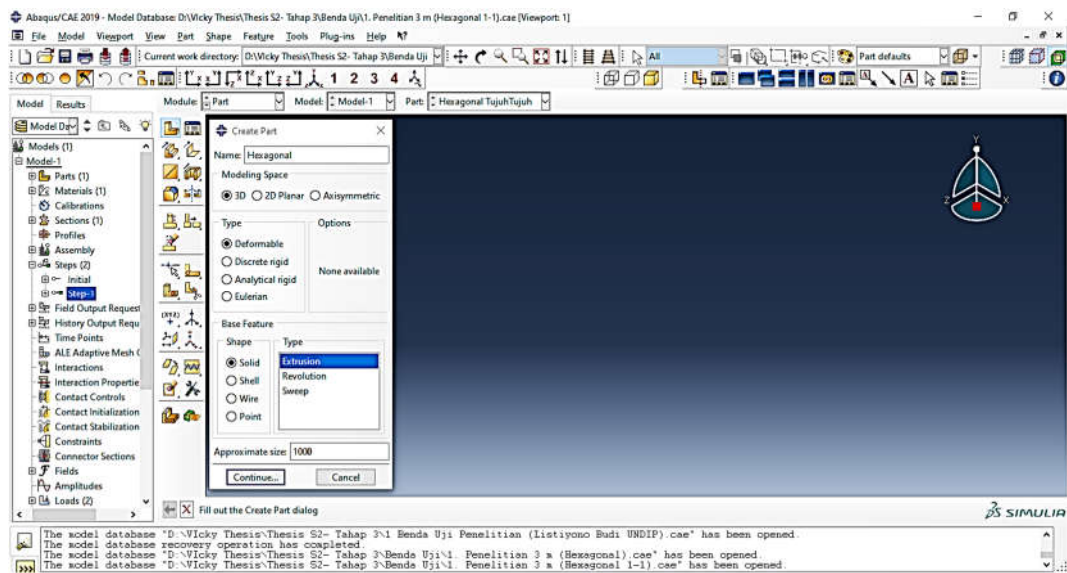 Abaqus/CAE 2019 - Model Database: D:\VIcky Thesis\Thesis S2- Tahap 3\Benda Uji\1. Penelitian 3 m (Hexagonal 1-1).cae [Viewport: 1]
File Model Viewport View Part Shape Feature Tools Plug-ins Help
Current work directory: D:\VIcky Thesis\Thesis S2- Tahap 3\Benda Uji
All
Part defaults
1 2 3 4
Model Results
Module: Part Model: Model-1 Part: Hexagonal TujuhTujuh
Models (1)
Model-1
Parts (1)
Materials (1)
Calibrations
Sections (1)
Profiles
Assembly
Steps (2)
Initial
Step-1
Field Output Request
History Output Requ
Time Points
ALE Adaptive Mesh C
Interactions
Interaction Propertie
Contact Controls
Contact Initialization
Contact Stabilization
Constraints
Connector Sections
Fields
Amplitudes
Loads (2)
Create Part
Name: Hexagonal
Modeling Space
3D 2D Planar Axisymmetric
Type Options
Deformable
Discrete rigid
Analytical rigid
Eulerian
None available
Base Feature
Shape Type
Solid
Shell
Wire
Point
Extrusion
Revolution
Sweep
Approximate size: 1000
Continue... Cancel
Y
Z X
Fill out the Create Part dialog
SIMULIA
The model database "D:\VIcky Thesis\Thesis S2- Tahap 3\1 Benda Uji Penelitian (Listiyono Budi UNDIP).cae" has been opened.
The model database recovery operation has completed.
The model database "D:\VIcky Thesis\Thesis S2- Tahap 3\Benda Uji\1. Penelitian 3 m (Hexagonal).cae" has been opened.
The model database "D:\VIcky Thesis\Thesis S2- Tahap 3\Benda Uji\1. Penelitian 3 m (Hexagonal 1-1).cae" has been opened.